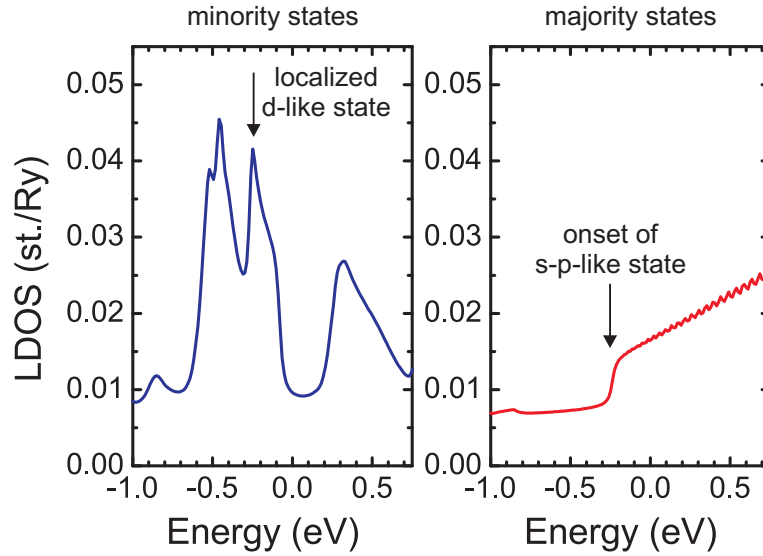 minority states
majority states
LDOS (st./Ry)
0.05
0.04
0.03
0.02
0.01
0.00
localized
d-like state
-1.0 -0.5 0.0 0.5
Energy (eV)
0.05
0.04
0.03
0.02
0.01
0.00
onset of
s-p-like state
-1.0 -0.5 0.0 0.5
Energy (eV)